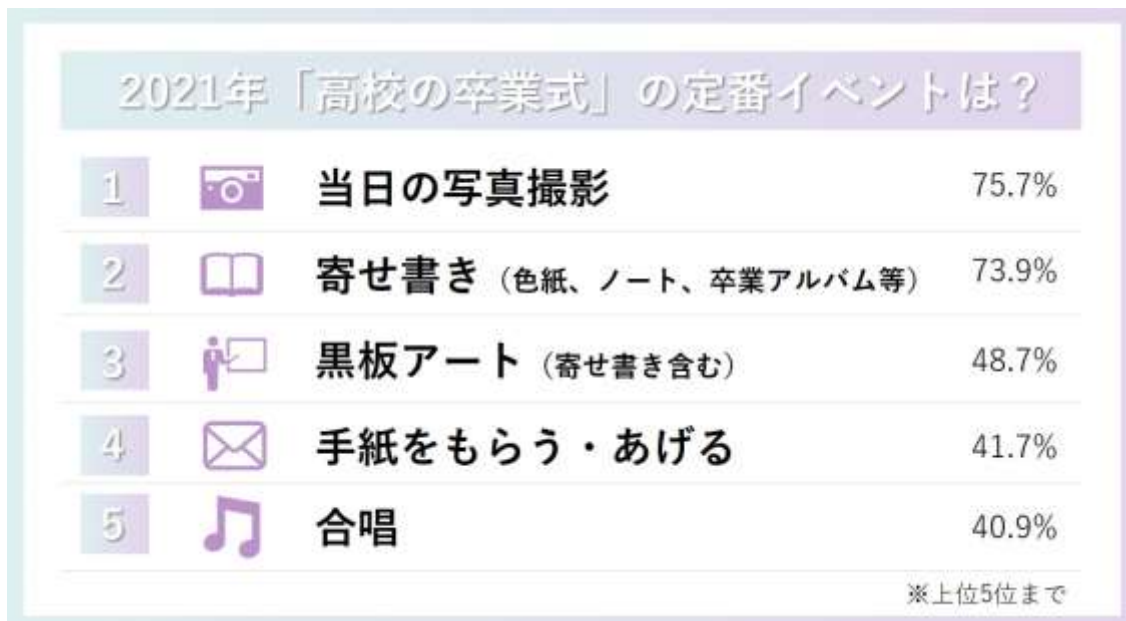 2021年「高校の卒業式」の定番イベントは？
1 当日の写真撮影 75.7%
2 寄せ書き（色紙、ノート、卒業アルバム等） 73.9%
3 黒板アート（寄せ書き含む） 48.7%
4 手紙をもらう・あげる 41.7%
5 合唱 40.9%
※上位5位まで